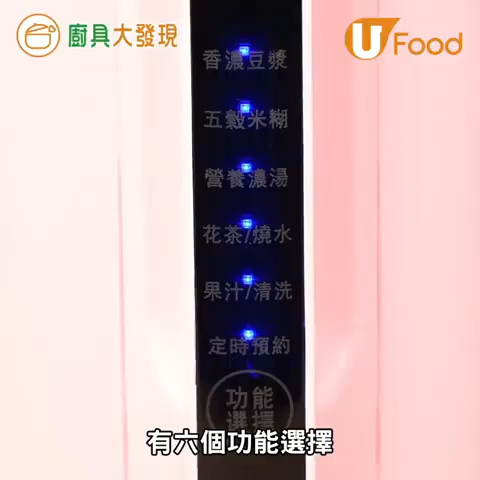 廚具大發現
U Food
香濃豆漿
五穀米糊
營養濃湯
花茶/燒水
果汁/清洗
定時預約
功能
選擇
有六個功能選擇